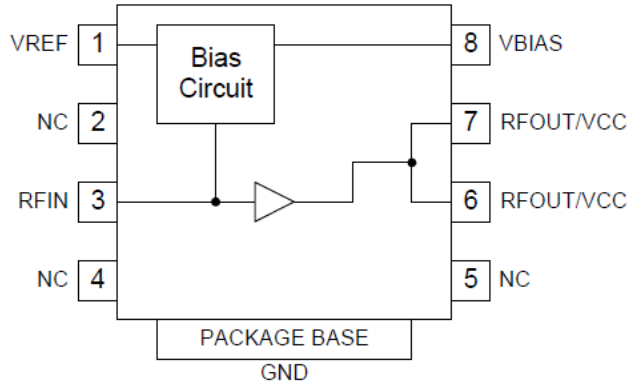 VREF 1 Bias Circuit 8 VBIAS
NC 2 7 RFOUT/VCC
RFIN 3 6 RFOUT/VCC
NC 4 5 NC
PACKAGE BASE
GND